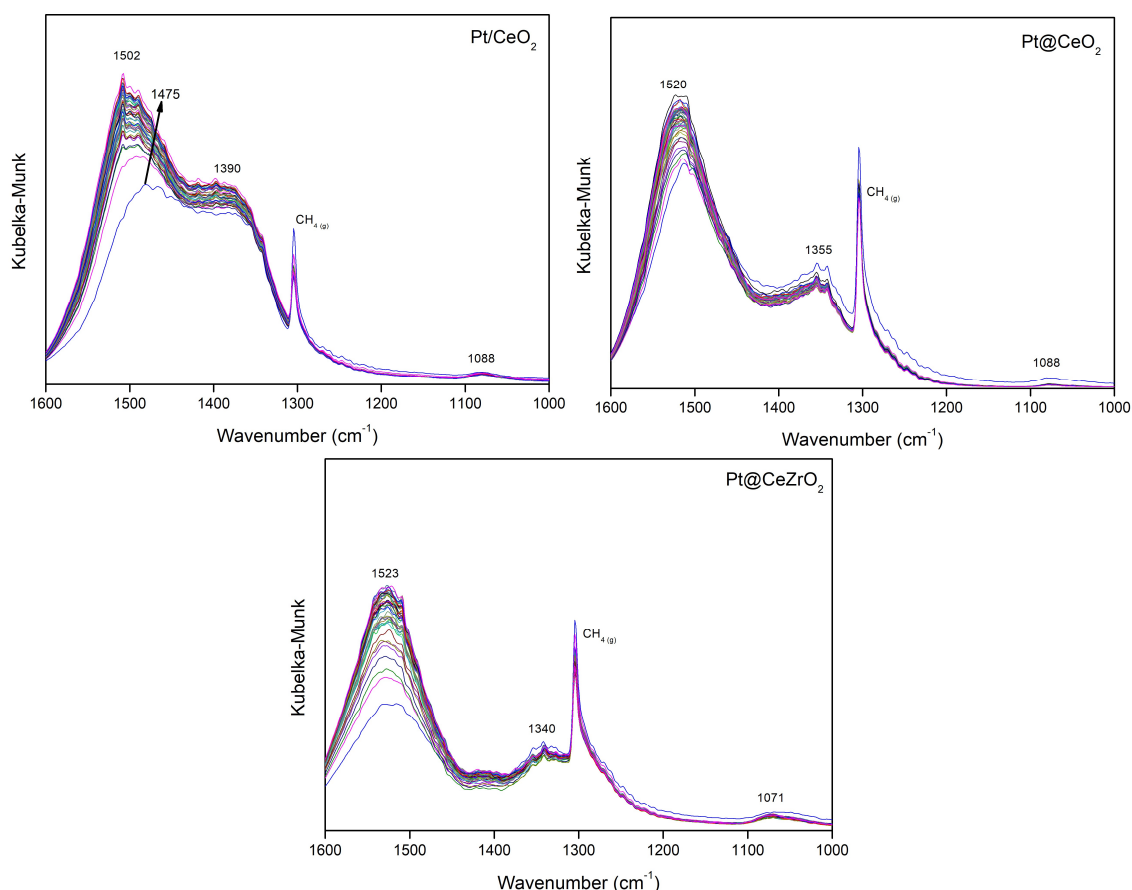 Pt/CeO₂
1502
1475
1390
CH₄ (g)
1088
Kubelka-Munk
1600 1500 1400 1300 1200 1100 1000
Wavenumber (cm⁻¹)
Pt@CeO₂
1520
CH₄ (g)
1355
1088
Kubelka-Munk
1600 1500 1400 1300 1200 1100 1000
Wavenumber (cm⁻¹)
Pt@CeZrO₂
1523
CH₄ (g)
1340
1071
Kubelka-Munk
1600 1500 1400 1300 1200 1100 1000
Wavenumber (cm⁻¹)